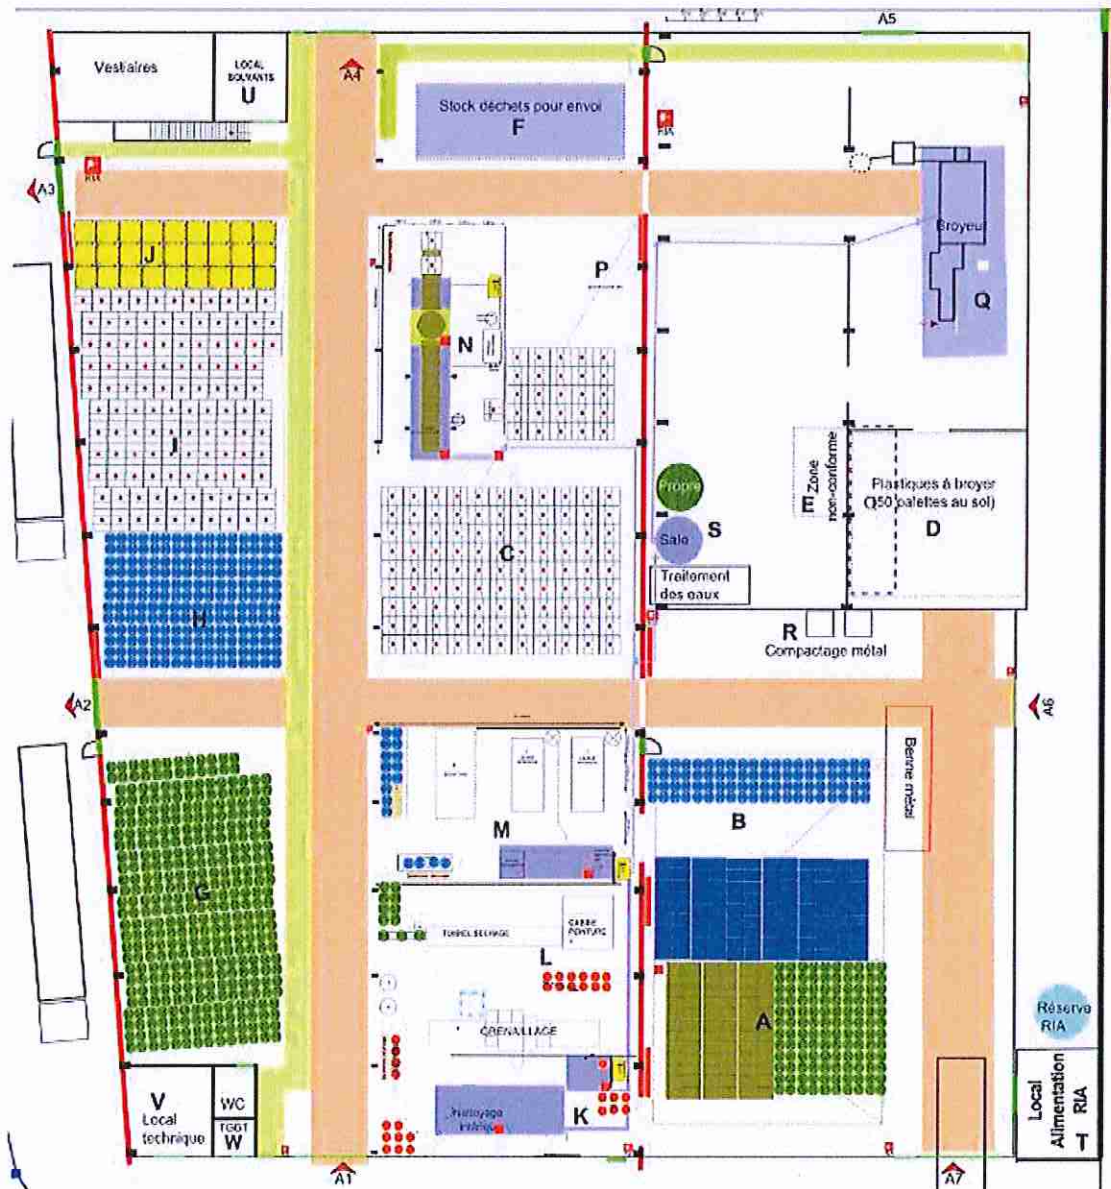 A5
Vestiaires
LOCAL
SOLVANTS
U
A4
Stock déchets pour envoi
F
RIA
RIA
A3
J
Broyeur
P
Q
N
I
Propre
E Zone
non-conforme
Plastiques à broyer
(350 palettes au sol)
D
C
S
Sale
Traitement
des eaux
H
R
Compactage métal
A2
A6
Benne métal
B
M
G
TUNNEL SECHAGE
CABINE
PEINTURE
L
A
Réserve
RIA
GRENAILLAGE
V
Local
technique
WC
TGBT
W
Nettoyage
intérieur
K
Local
Alimentation
RIA
T
A1
A7